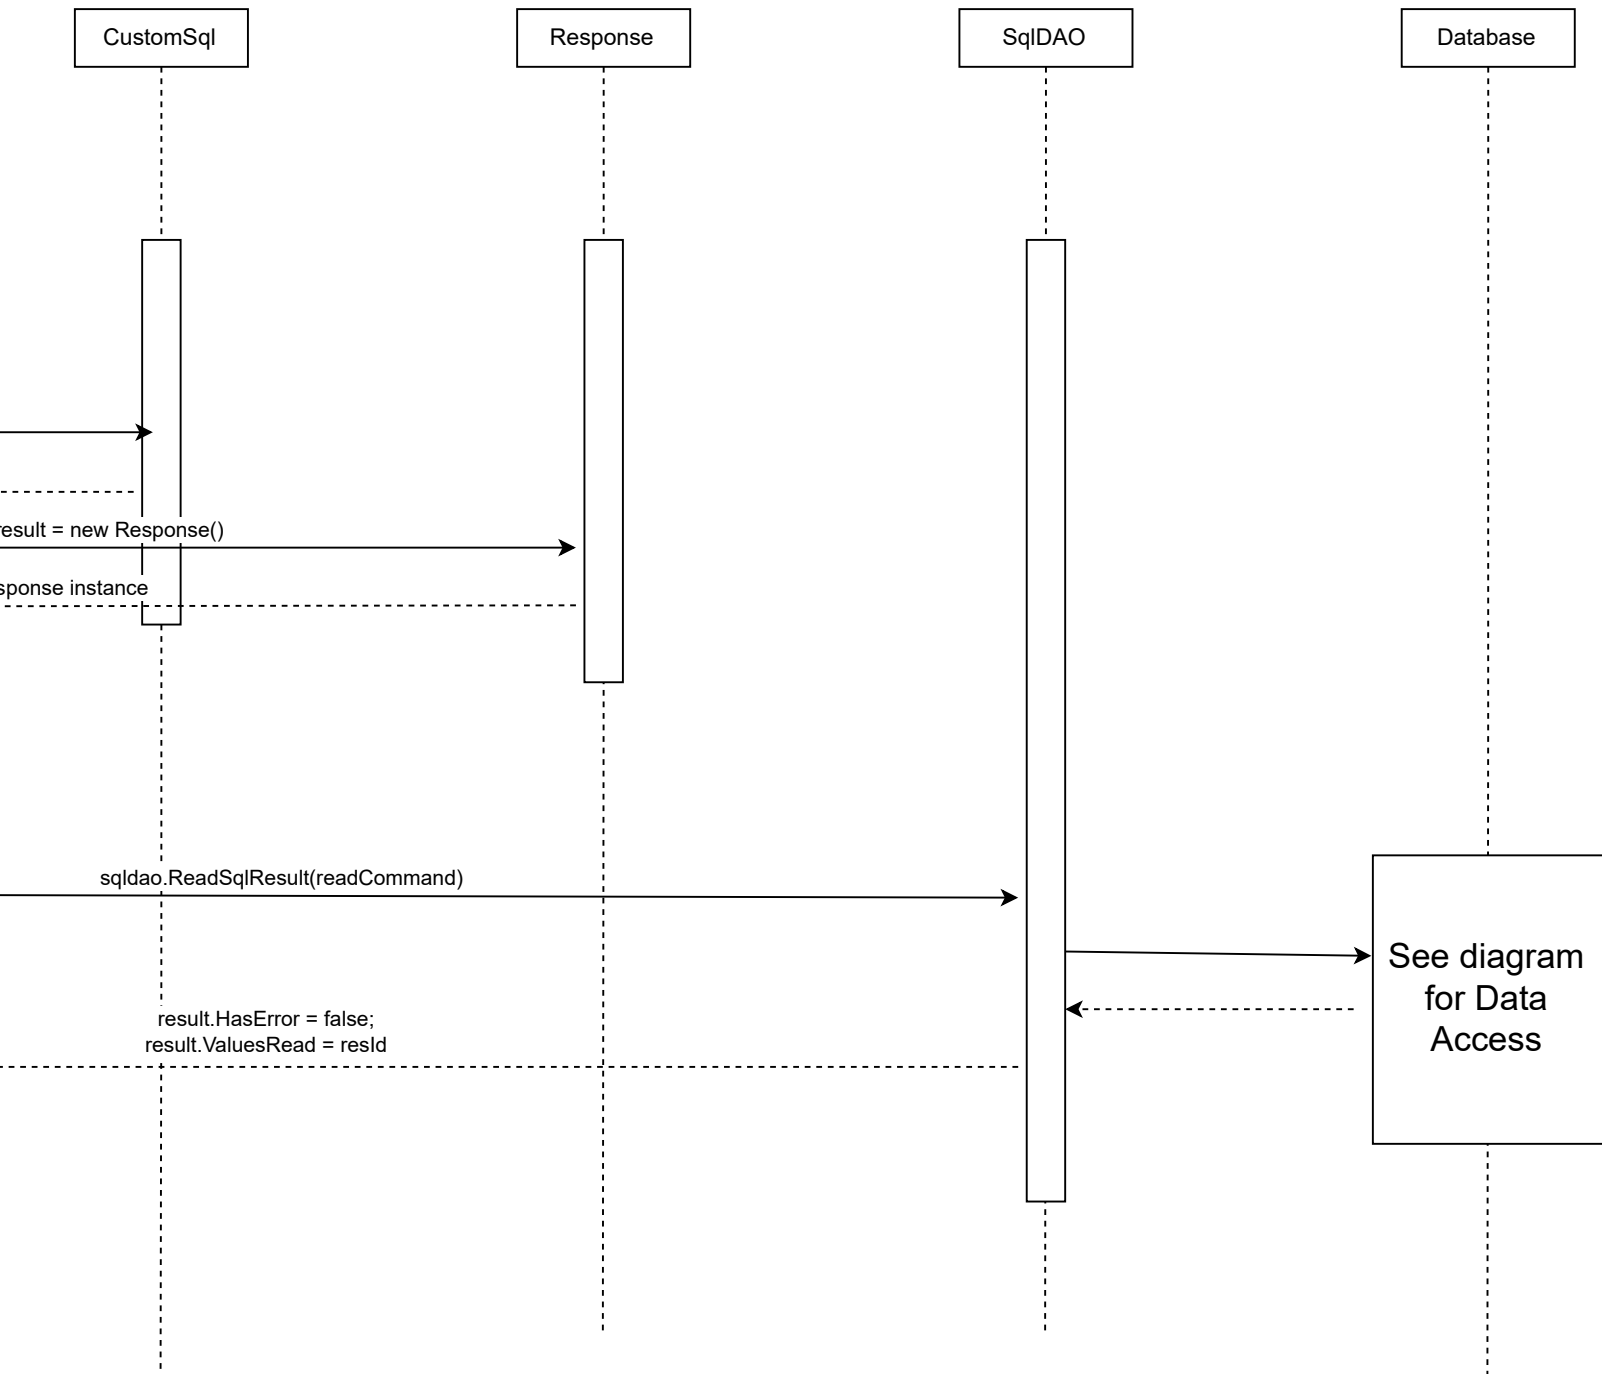 CustomSql
Response
SqlDAO
Database
result = new Response()
sponse instance
sqldao.ReadSqlResult(readCommand)
See diagram
for Data
Access
result.HasError = false;
result.ValuesRead = resId